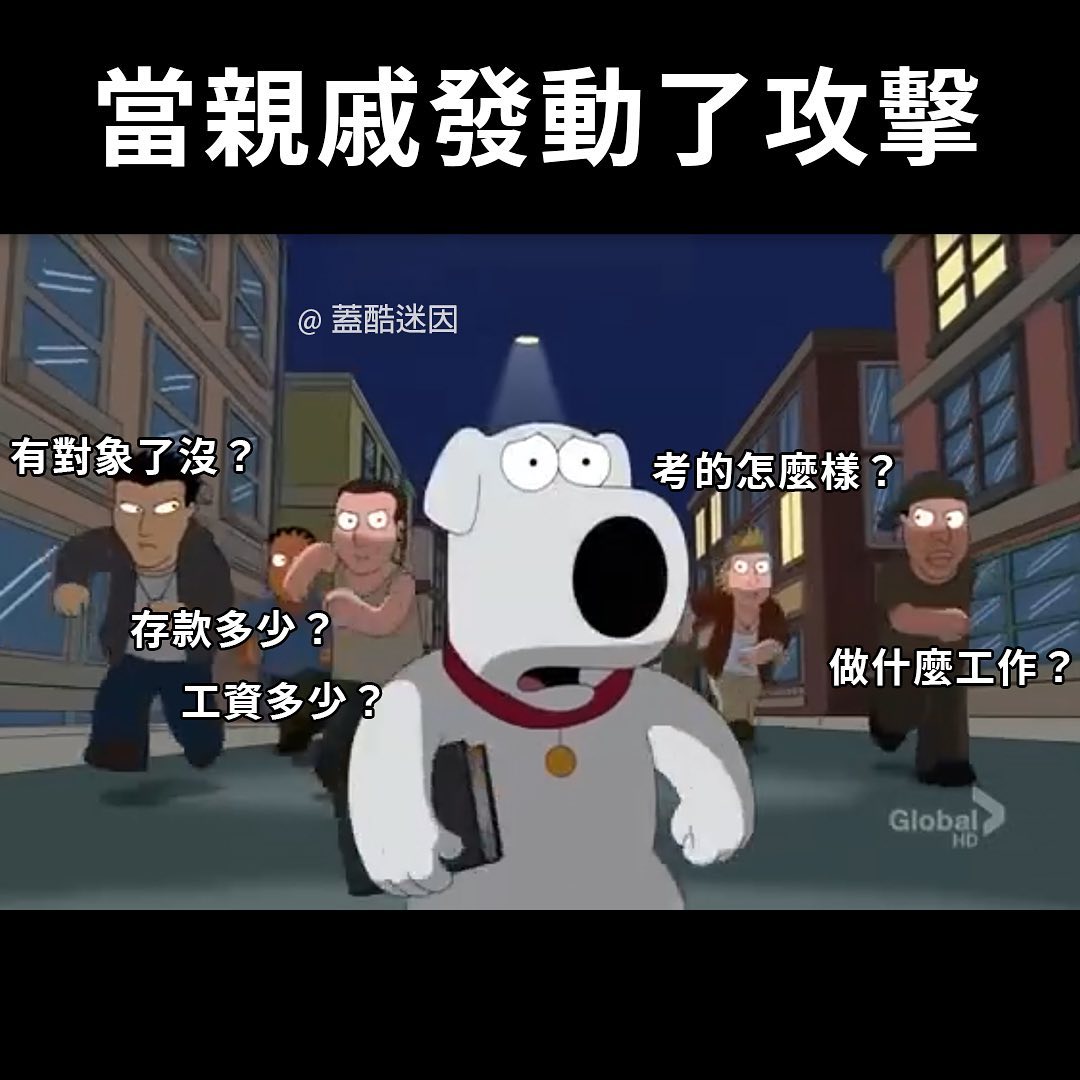 當親戚發動了攻擊
@ 蓋酷迷因
有對象了沒？
考的怎麼樣？
存款多少？
做什麼工作？
工資多少？
Global
HD